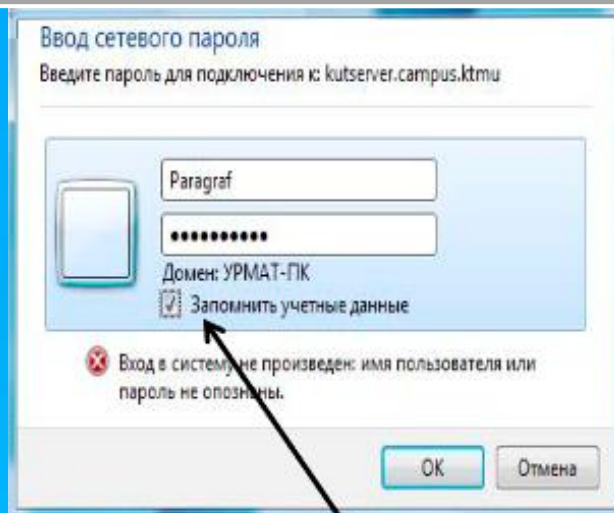 Ввод сетевого пароля
Введите пароль для подключения к: kutserver.campus.ktmu
Paragraf
••••••••••
Домен: УРМАТ-ПК
Запомнить учетные данные
Вход в систему не произведен: имя пользователя или
пароль не опознаны.
OK
Отмена